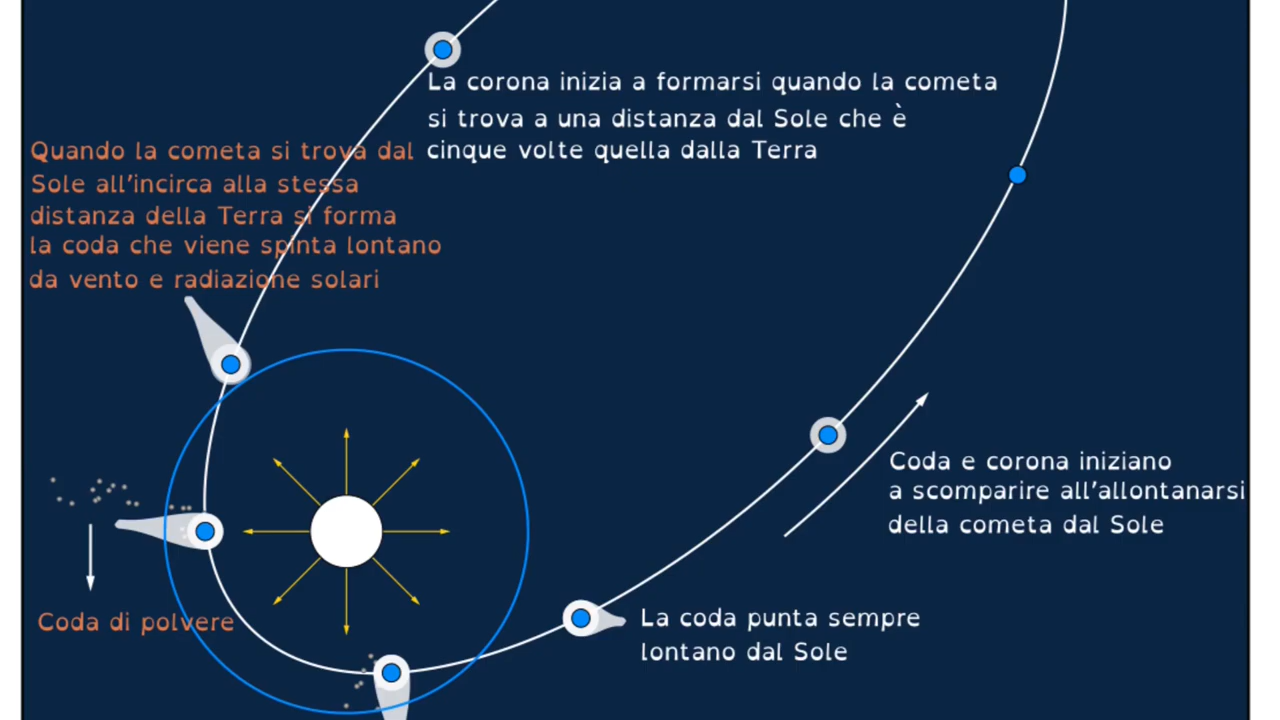 La corona inizia a formarsi quando la cometa
si trova a una distanza dal Sole che è
cinque volte quella dalla Terra
Quando la cometa si trova dal
Sole all'incirca alla stessa
distanza della Terra si forma
la coda che viene spinta lontano
da vento e radiazione solari
Coda e corona iniziano
a scomparire all'allontanarsi
della cometa dal Sole
Coda di polvere
La coda punta sempre
lontano dal Sole